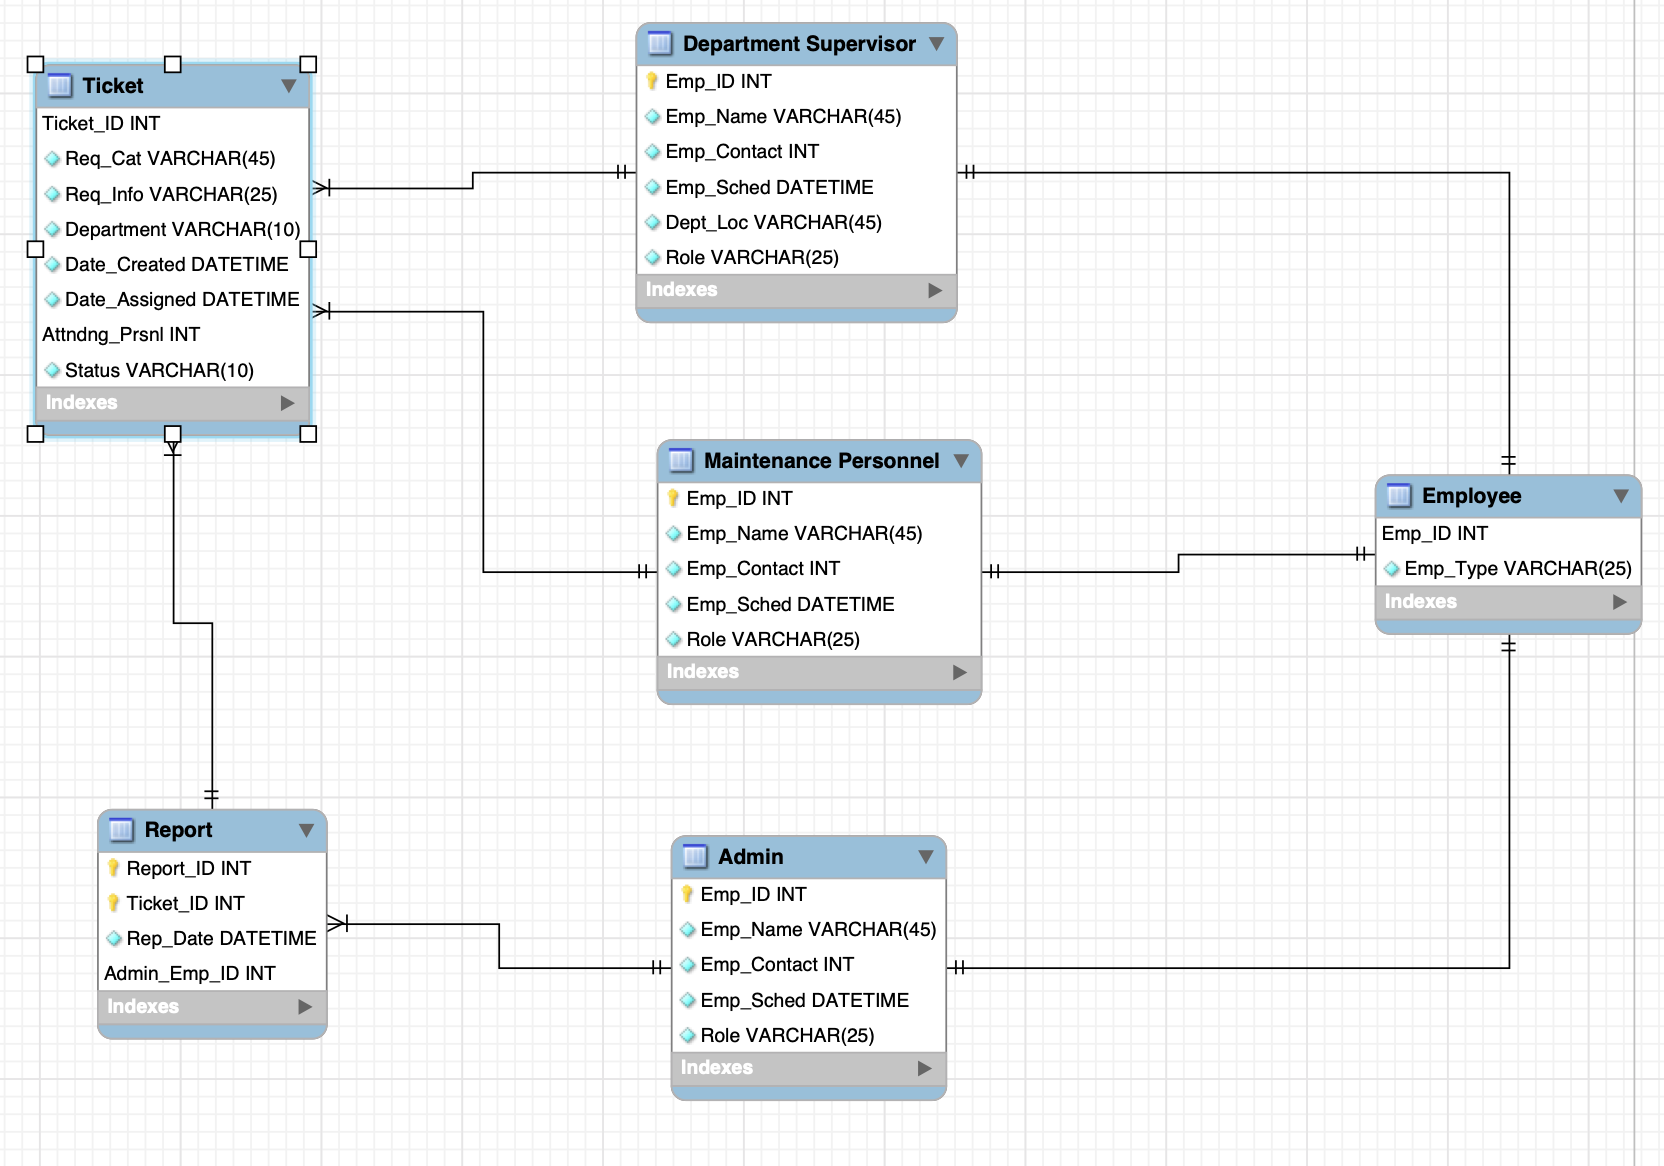 Ticket
Ticket_ID INT
Req_Cat VARCHAR(45)
Req_Info VARCHAR(25)
Department VARCHAR(10)
Date_Created DATETIME
Date_Assigned DATETIME
Attndng_Prsnl INT
Status VARCHAR(10)
Indexes
Department Supervisor
Emp_ID INT
Emp_Name VARCHAR(45)
Emp_Contact INT
Emp_Sched DATETIME
Dept_Loc VARCHAR(45)
Role VARCHAR(25)
Indexes
Maintenance Personnel
Emp_ID INT
Emp_Name VARCHAR(45)
Emp_Contact INT
Emp_Sched DATETIME
Role VARCHAR(25)
Indexes
Employee
Emp_ID INT
Emp_Type VARCHAR(25)
Indexes
Report
Report_ID INT
Ticket_ID INT
Rep_Date DATETIME
Admin_Emp_ID INT
Indexes
Admin
Emp_ID INT
Emp_Name VARCHAR(45)
Emp_Contact INT
Emp_Sched DATETIME
Role VARCHAR(25)
Indexes